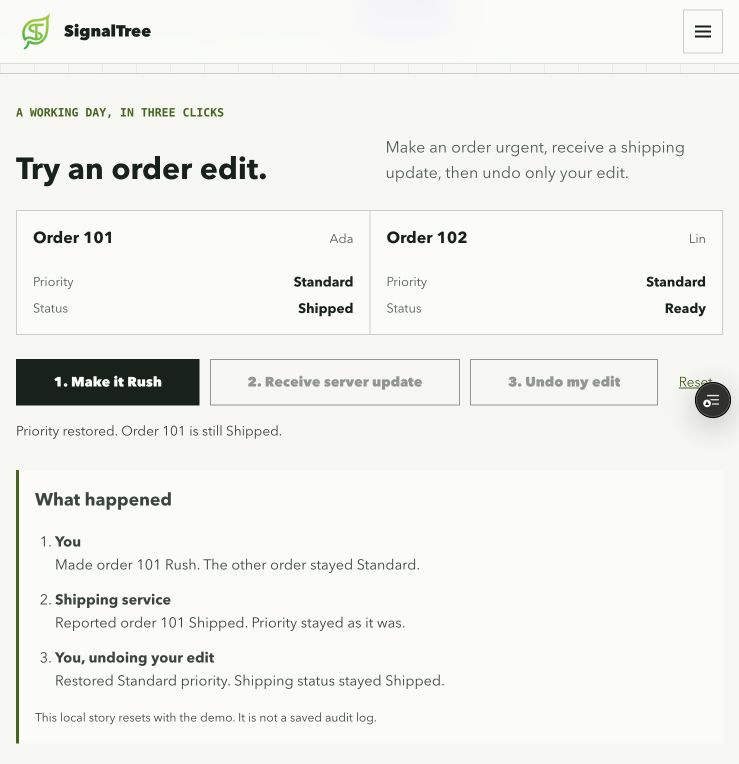 SignalTree
A WORKING DAY, IN THREE CLICKS
Try an order edit.
Make an order urgent, receive a shipping
update, then undo only your edit.
Order 101
Ada
Priority
Standard
Status
Shipped
Order 102
Lin
Priority
Standard
Status
Ready
1. Make it Rush
2. Receive server update
3. Undo my edit
Reset
Priority restored. Order 101 is still Shipped.
What happened
1. You
Made order 101 Rush. The other order stayed Standard.
2. Shipping service
Reported order 101 Shipped. Priority stayed as it was.
3. You, undoing your edit
Restored Standard priority. Shipping status stayed Shipped.
This local story resets with the demo. It is not a saved audit log.